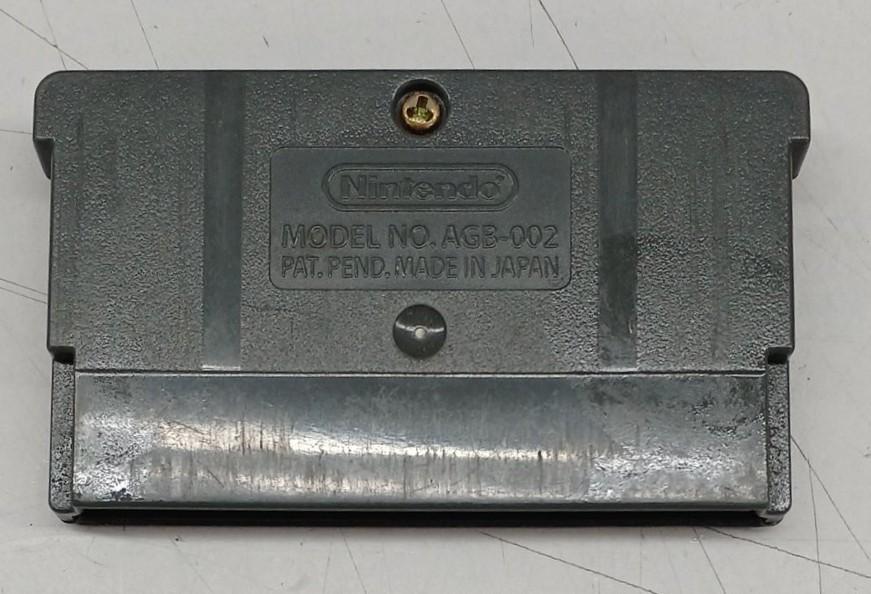 Nintendo®
MODEL NO. AGB-002
PAT. PEND. MADE IN JAPAN